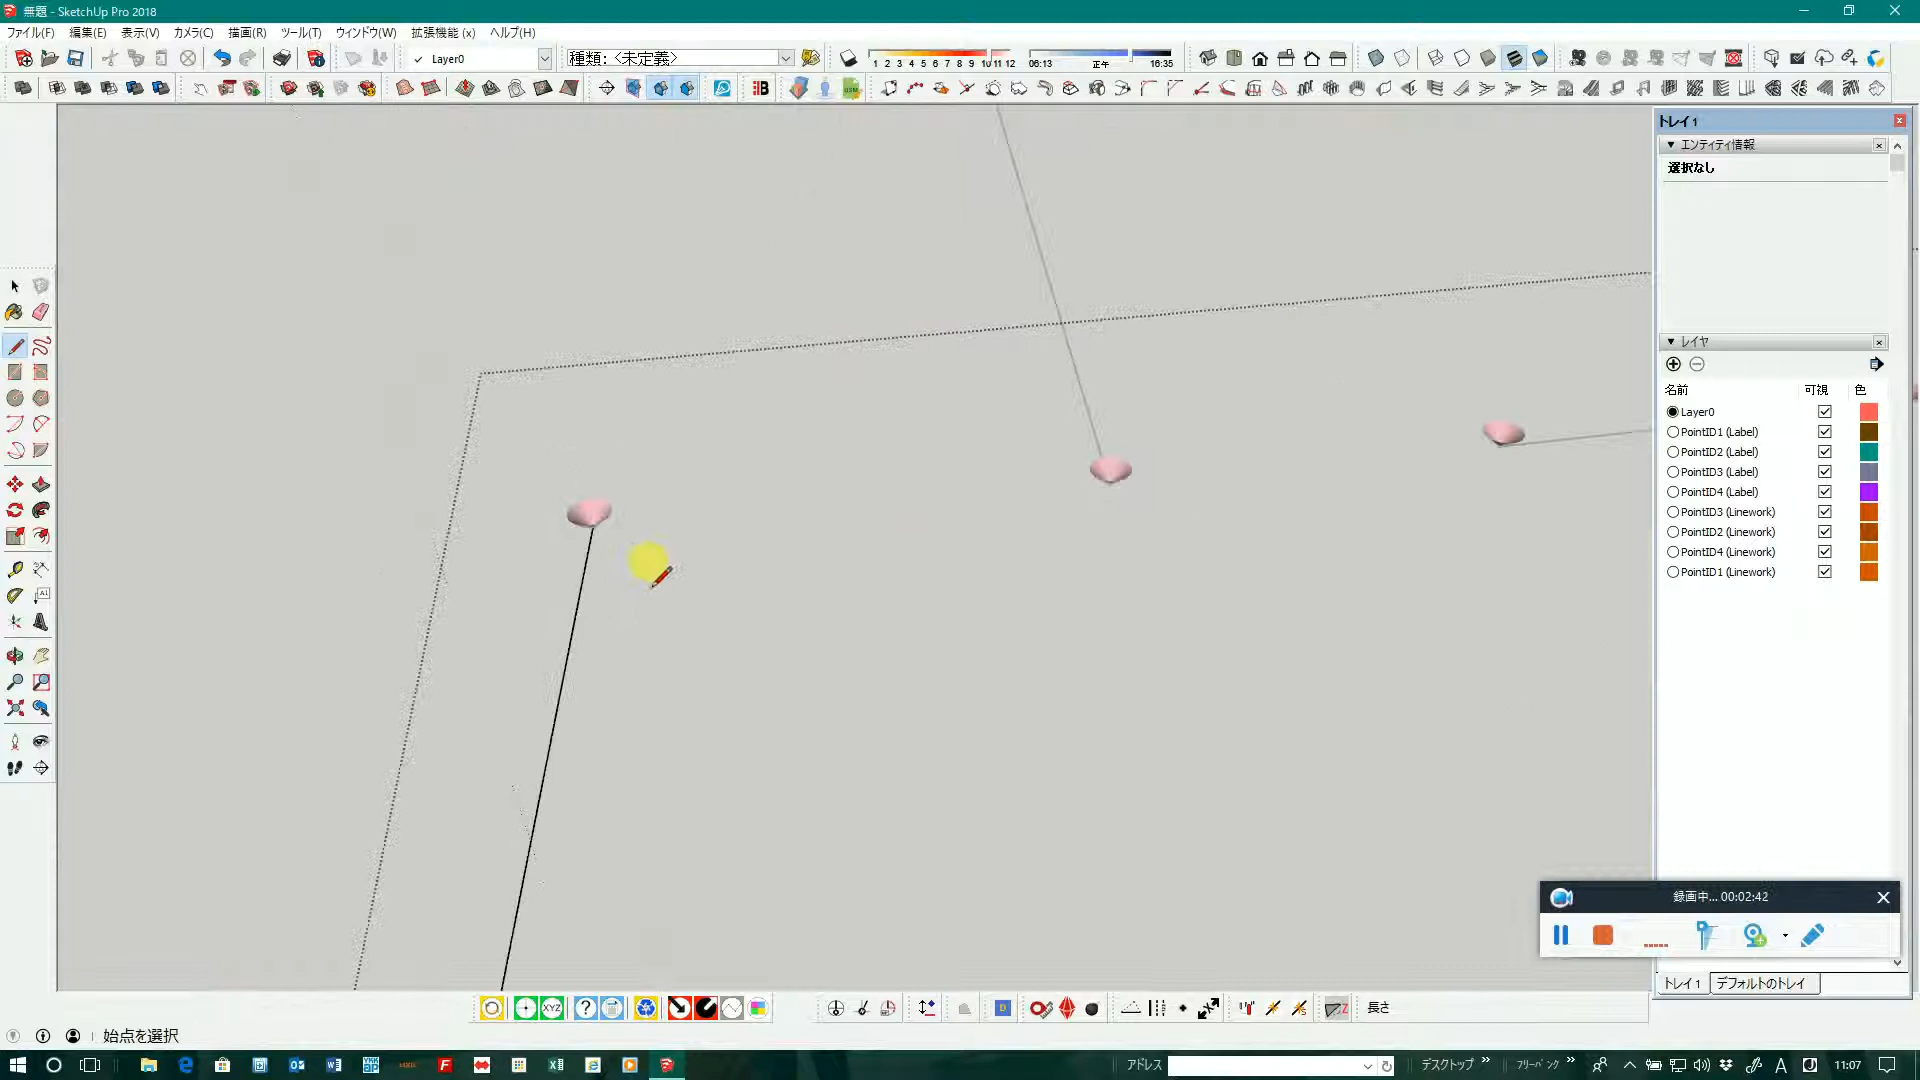 無題 - SketchUp Pro 2018
ファイル(F) 編集(E) 表示(V) カメラ(C) 描画(R) ツール(T) ウィンドウ(W) 拡張機能 (x) ヘルプ(H)
Layer0
種類: <未定義>
1 2 3 4 5 6 7 8 9 10 11 12
06:13 正午 16:35
トレイ1
エンティティ情報
選択なし
レイヤ
名前 可視 色
Layer0
PointID1 (Label)
PointID2 (Label)
PointID3 (Label)
PointID4 (Label)
PointID3 (Linework)
PointID2 (Linework)
PointID4 (Linework)
PointID1 (Linework)
録画中... 00:02:42
トレイ1 デフォルトのトレイ
XYZ
長さ
始点を選択
アドレス
デスクトップ
フリーバンク
A
11:07